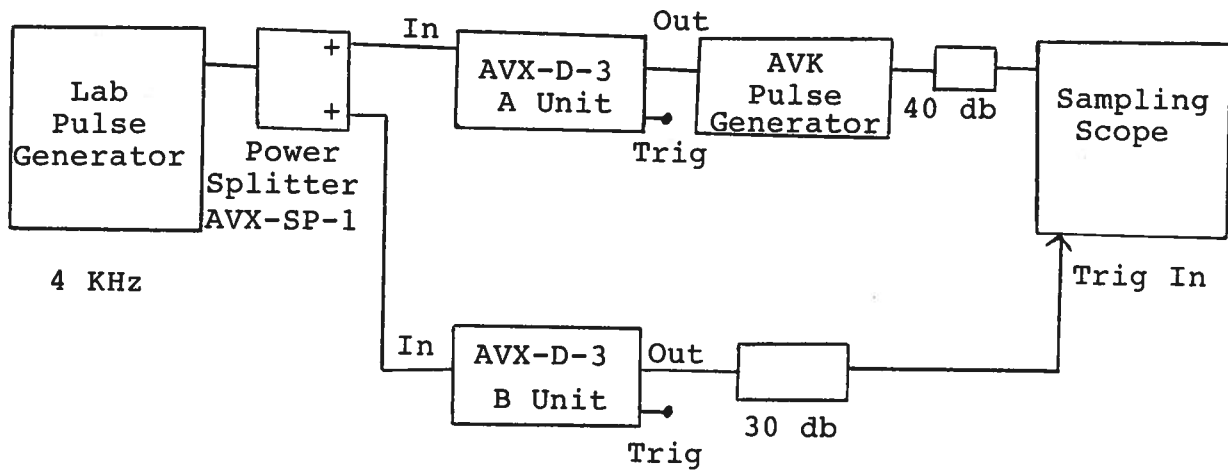 Lab
Pulse
Generator
4 KHz
+
+
Power
Splitter
AVX-SP-1
In
AVX-D-3
A Unit
Out
Trig
AVK
Pulse
Generator
40 db
Sampling
Scope
Trig In
In
AVX-D-3
B Unit
Out
Trig
30 db